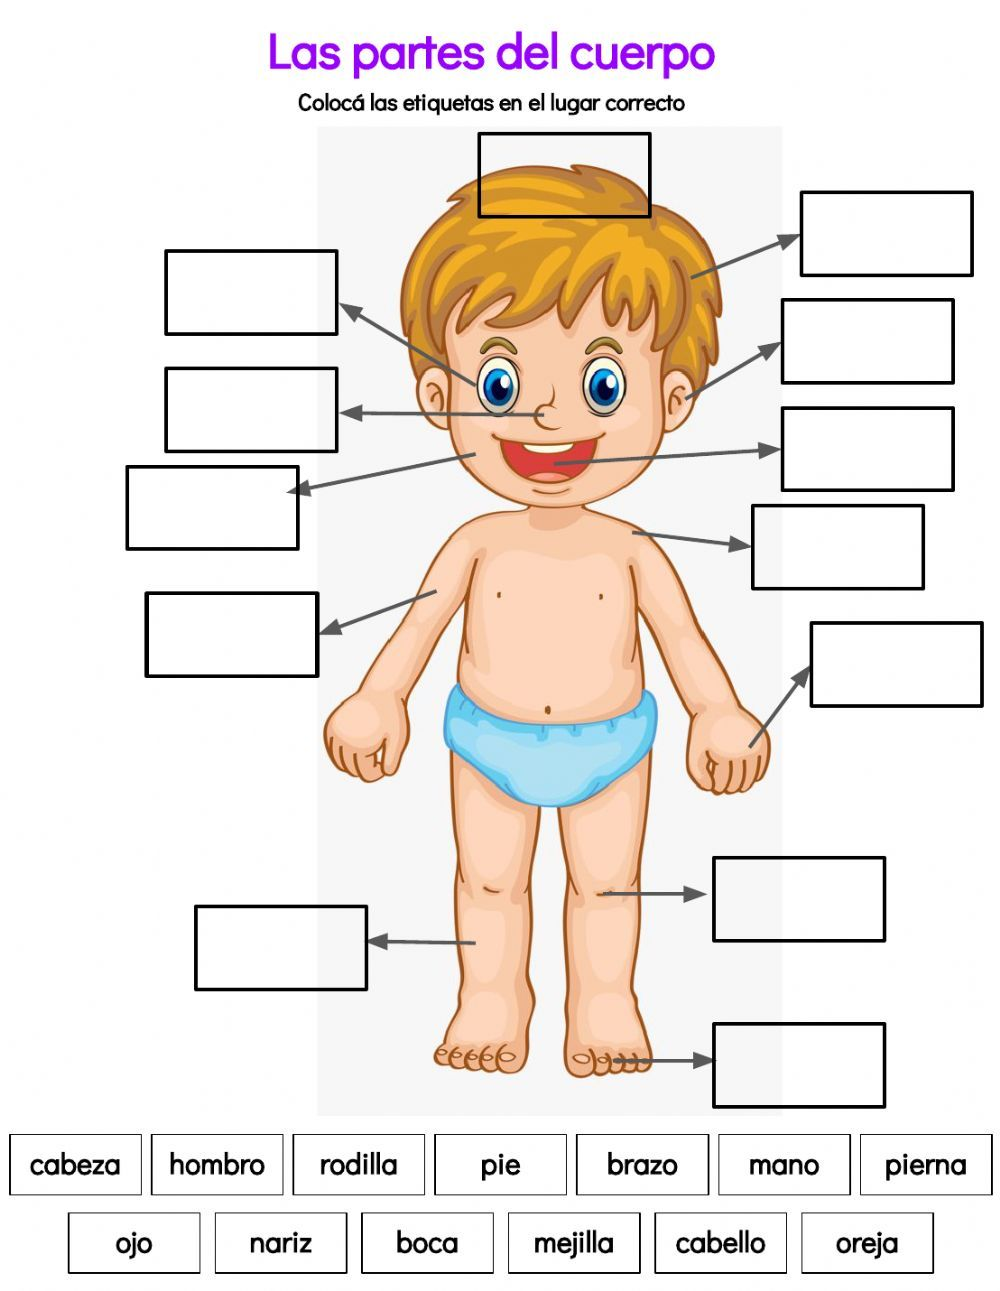 Las partes del cuerpo
Colocá las etiquetas en el lugar correcto
cabeza hombro rodilla pie brazo mano pierna
ojo nariz boca mejilla cabello oreja